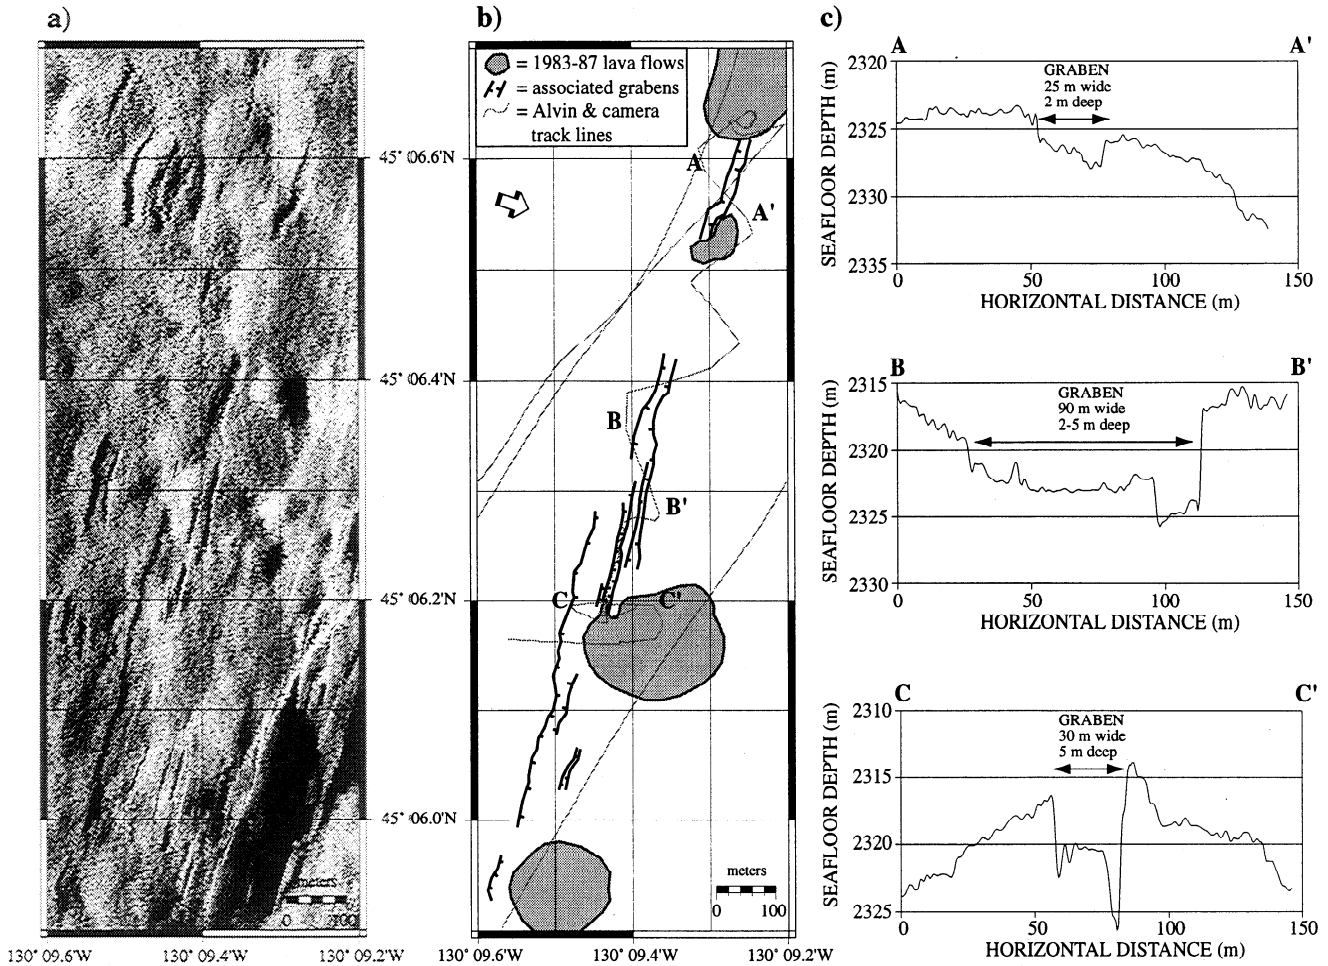 a)
meters
0 100
130° 09.6'W 130° 09.4'W 130° 09.2'W
b)
= 1983-87 lava flows
= associated grabens
= Alvin & camera
track lines
45° 06.6'N
45° 06.4'N
45° 06.2'N
45° 06.0'N
A
A'
B
B'
C
C'
meters
0 100
130° 09.6'W 130° 09.4'W 130° 09.2'W
c)
A A'
GRABEN
25 m wide
2 m deep
SEAFLOOR DEPTH (m)
2320
2325
2330
2335
0 50 100 150
HORIZONTAL DISTANCE (m)
B B'
GRABEN
90 m wide
2-5 m deep
SEAFLOOR DEPTH (m)
2315
2320
2325
2330
0 50 100 150
HORIZONTAL DISTANCE (m)
C C'
GRABEN
30 m wide
5 m deep
SEAFLOOR DEPTH (m)
2310
2315
2320
2325
0 50 100 150
HORIZONTAL DISTANCE (m)